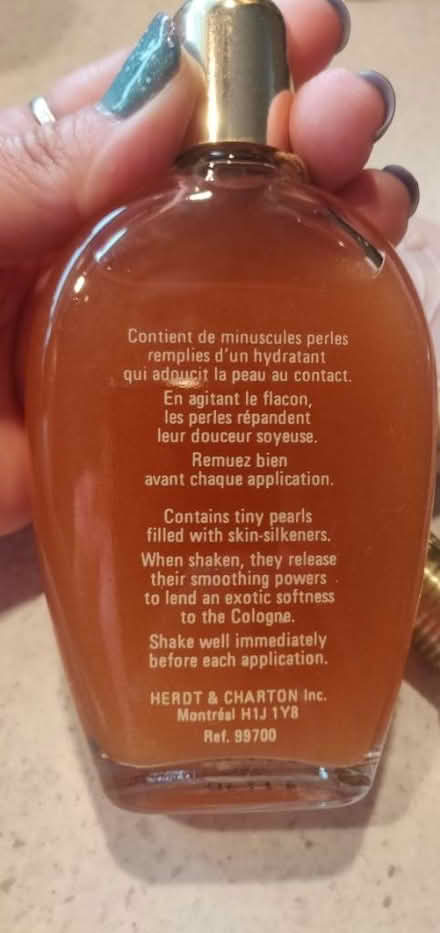 Contient de minuscules perles
remplies d'un hydratant
qui adoucit la peau au contact.
En agitant le flacon,
les perles répandent
leur douceur soyeuse.
Remuez bien
avant chaque application.
Contains tiny pearls
filled with skin-silkeners.
When shaken, they release
their smoothing powers
to lend an exotic softness
to the Cologne.
Shake well immediately
before each application.
HERDT & CHARTON Inc.
Montréal H1J 1Y8
Ref. 99700